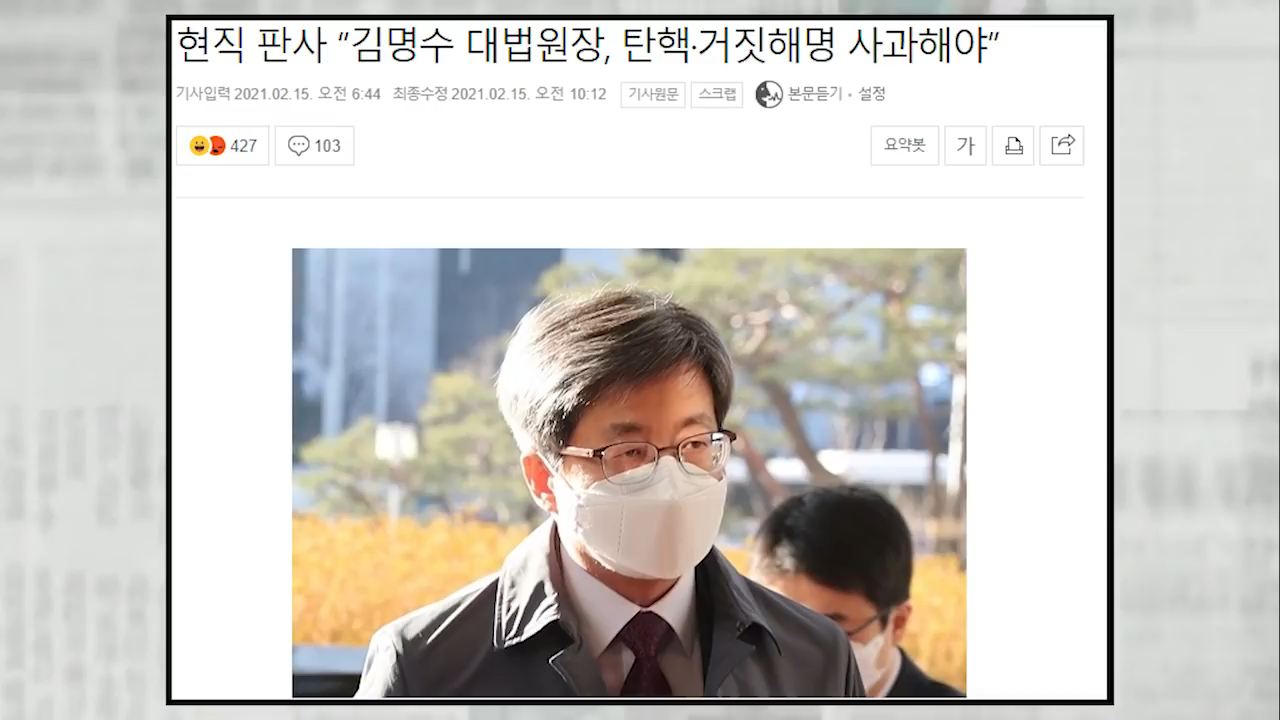 현직 판사 “김명수 대법원장, 탄핵·거짓해명 사과해야”
기사입력 2021.02.15. 오전 6:44 최종수정 2021.02.15. 오전 10:12 기사원문 스크랩 본문듣기 · 설정
427 103 요약봇 가